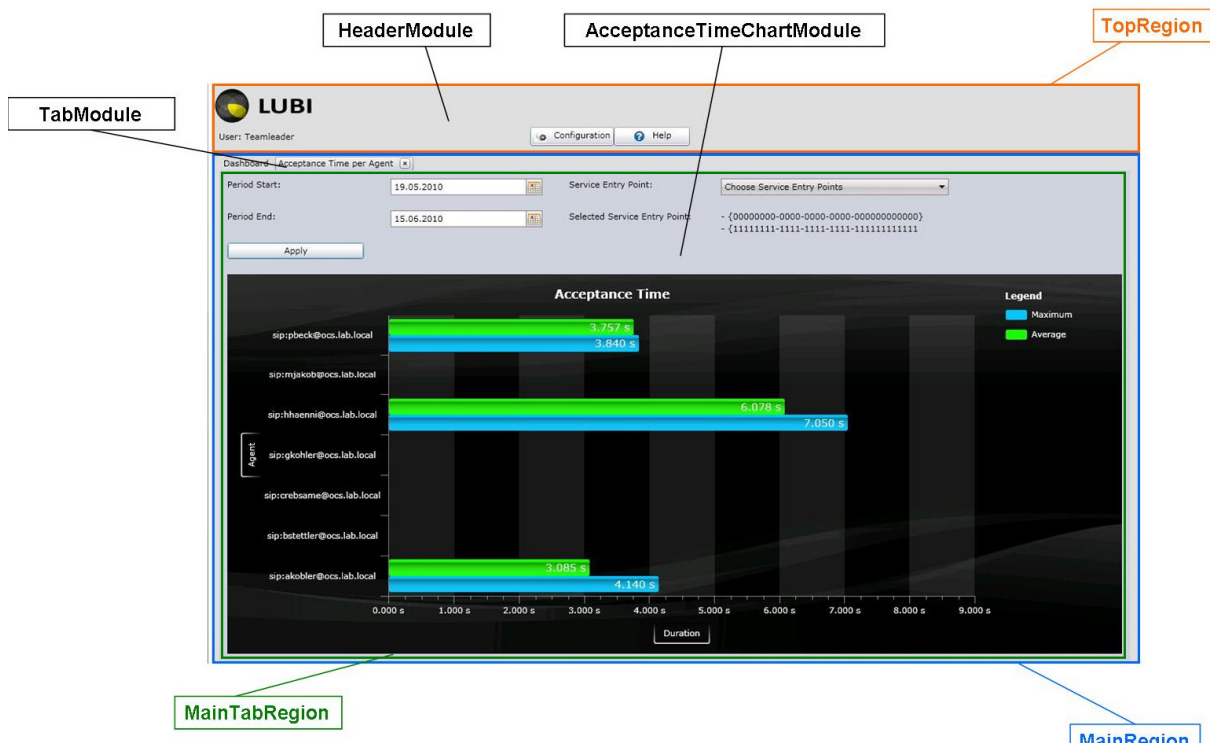 HeaderModule
AcceptanceTimeChartModule
TopRegion
TabModule
LUBI
User: Teamleader
Configuration
Help
Dashboard
Acceptance Time per Agent
Period Start:
19.05.2010
Service Entry Point:
Choose Service Entry Points
Period End:
15.06.2010
Selected Service Entry Point:
- {00000000-0000-0000-0000-000000000000}
- {11111111-1111-1111-1111-111111111111
Apply
Acceptance Time
Legend
Maximum
Average
sip:pbeck@ocs.lab.local
3.757 s
3.840 s
sip:mjakob@ocs.lab.local
sip:hhaenni@ocs.lab.local
6.078 s
7.050 s
Agent
sip:gkohler@ocs.lab.local
sip:crebsame@ocs.lab.local
sip:bstettler@ocs.lab.local
sip:akobler@ocs.lab.local
3.085 s
4.140 s
0.000 s 1.000 s 2.000 s 3.000 s 4.000 s 5.000 s 6.000 s 7.000 s 8.000 s 9.000 s
Duration
MainTabRegion
MainRegion